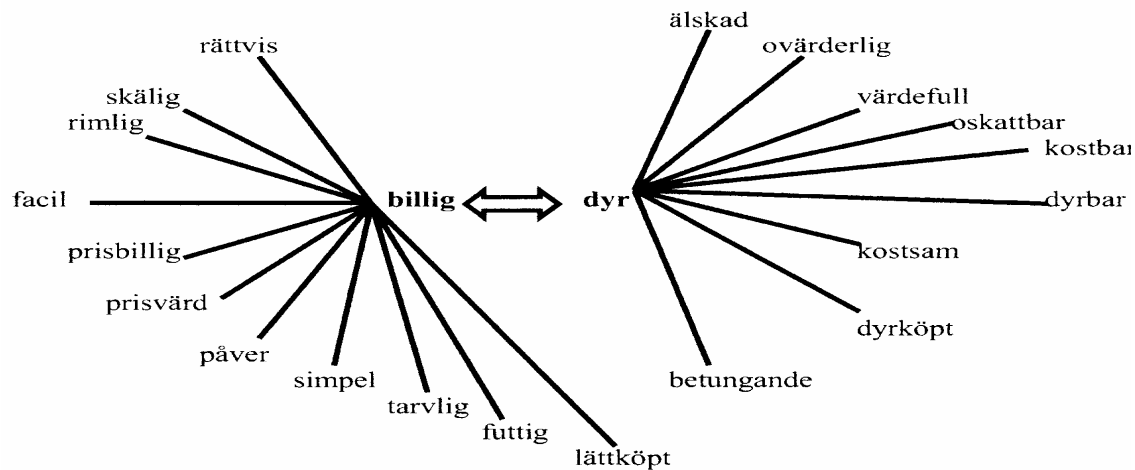 älskad
rättvis
ovärderlig
skälig
värdefull
rimlig
oskattbar
kostbar
facil
billig
dyr
dyrbar
prisbillig
kostsam
prisvärd
dyrköpt
påver
simpel
betungande
tarvlig
futtig
lättköpt